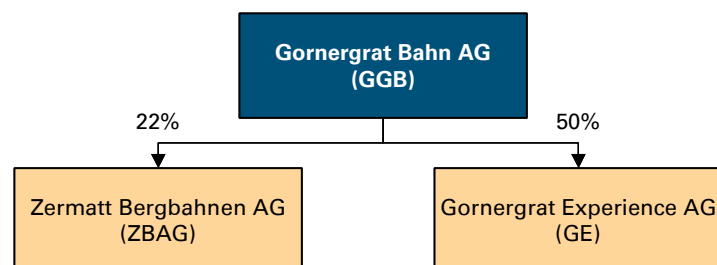 Gornergrat Bahn AG
(GGB)
22%
50%
Zermatt Bergbahnen AG
(ZBAG)
Gornergrat Experience AG
(GE)